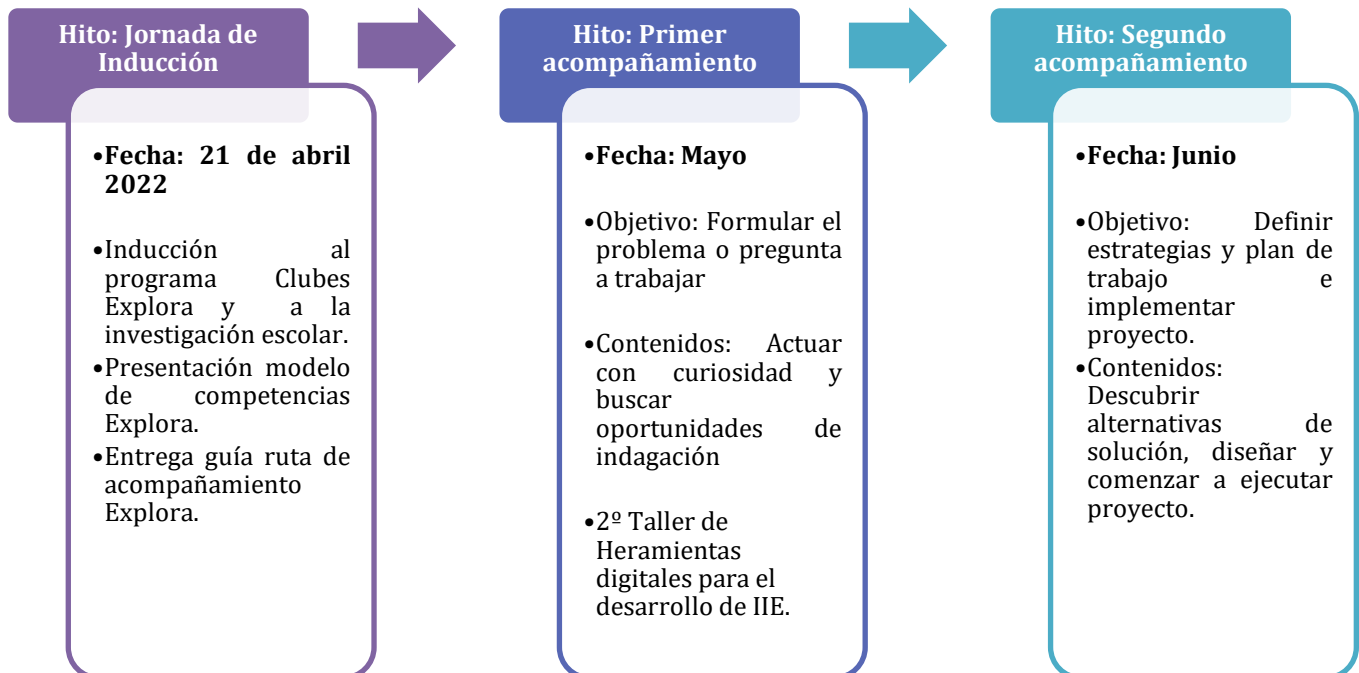 Hito: Jornada de
Inducción
•Fecha: 21 de abril
2022
•Inducción al
programa Clubes
Explora y a la
investigación escolar.
•Presentación modelo
de competencias
Explora.
•Entrega guía ruta de
acompañamiento
Explora.
Hito: Primer
acompañamiento
•Fecha: Mayo
•Objetivo: Formular el
problema o pregunta
a trabajar
•Contenidos: Actuar
con curiosidad y
buscar
oportunidades de
indagación
•2º Taller de
Heramientas
digitales para el
desarrollo de IIE.
Hito: Segundo
acompañamiento
•Fecha: Junio
•Objetivo: Definir
estrategias y plan de
trabajo e
implementar
proyecto.
•Contenidos:
Descubrir
alternativas de
solución, diseñar y
comenzar a ejecutar
proyecto.